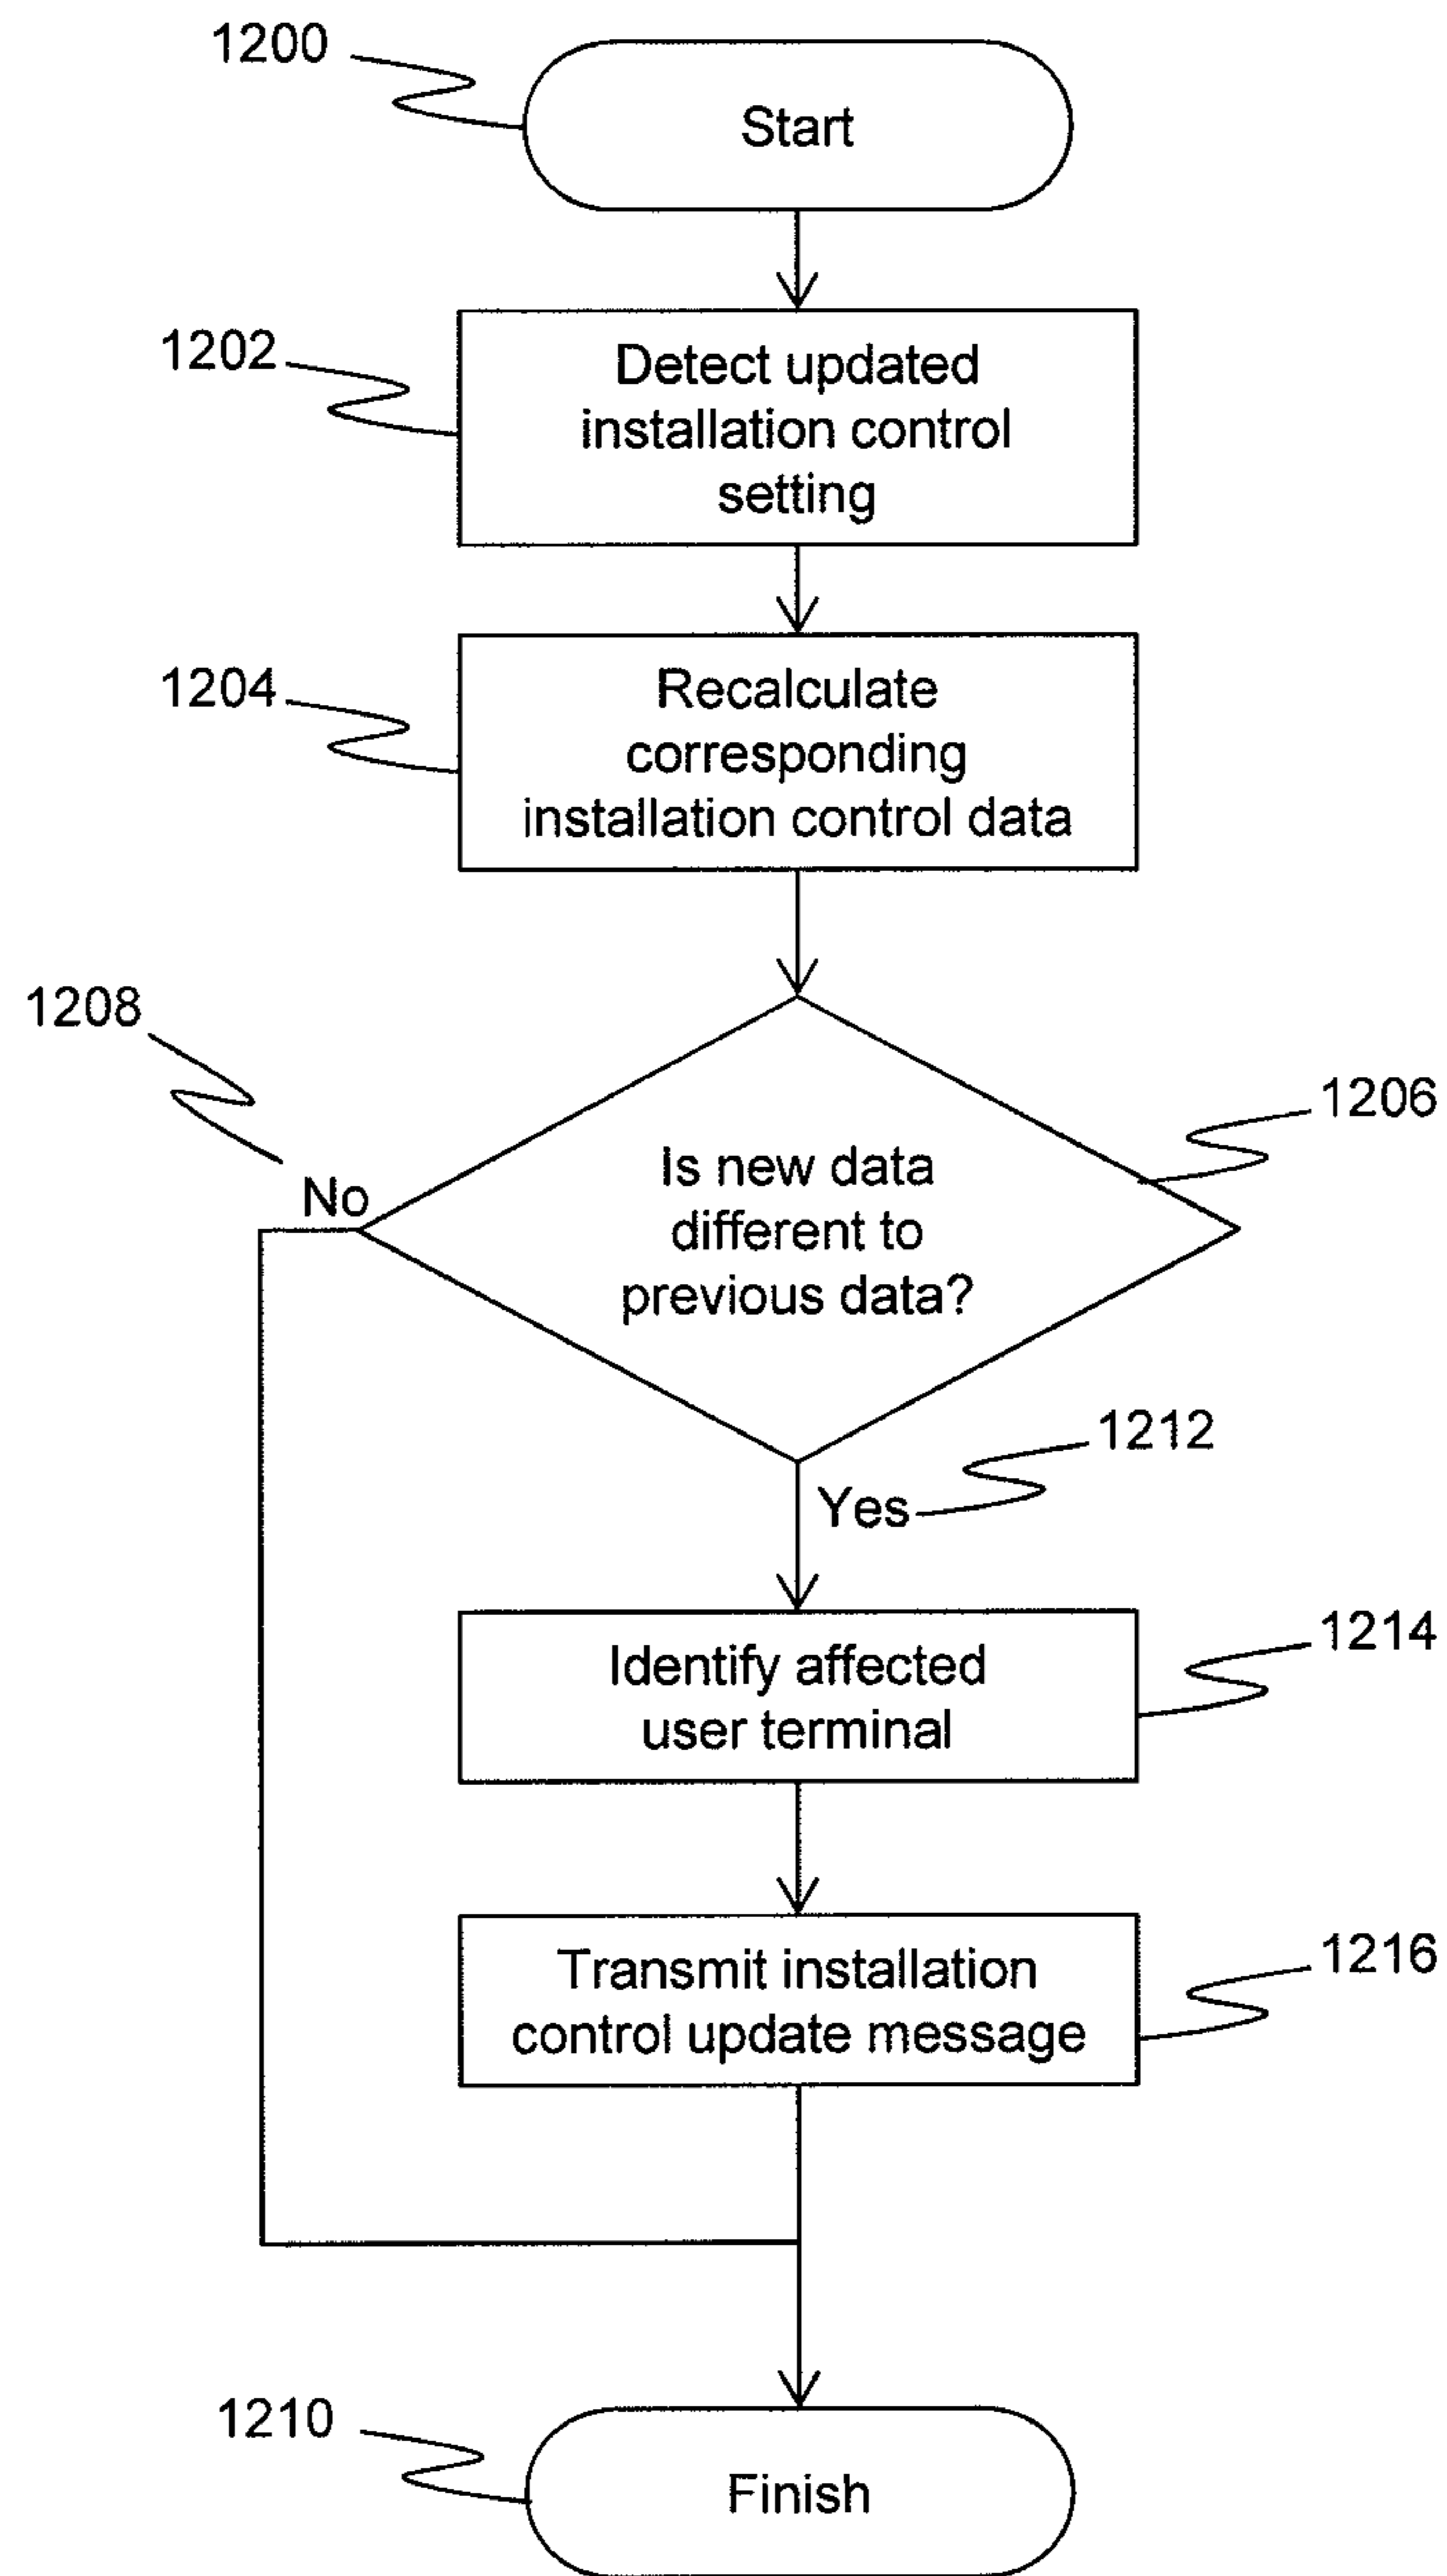 1200
Start
1202
Detect updated
installation control
setting
1204
Recalculate
corresponding
installation control data
1208
1206
No
Is new data
different to
previous data?
1212
Yes
1214
Identify affected
user terminal
1216
Transmit installation
control update message
1210
Finish